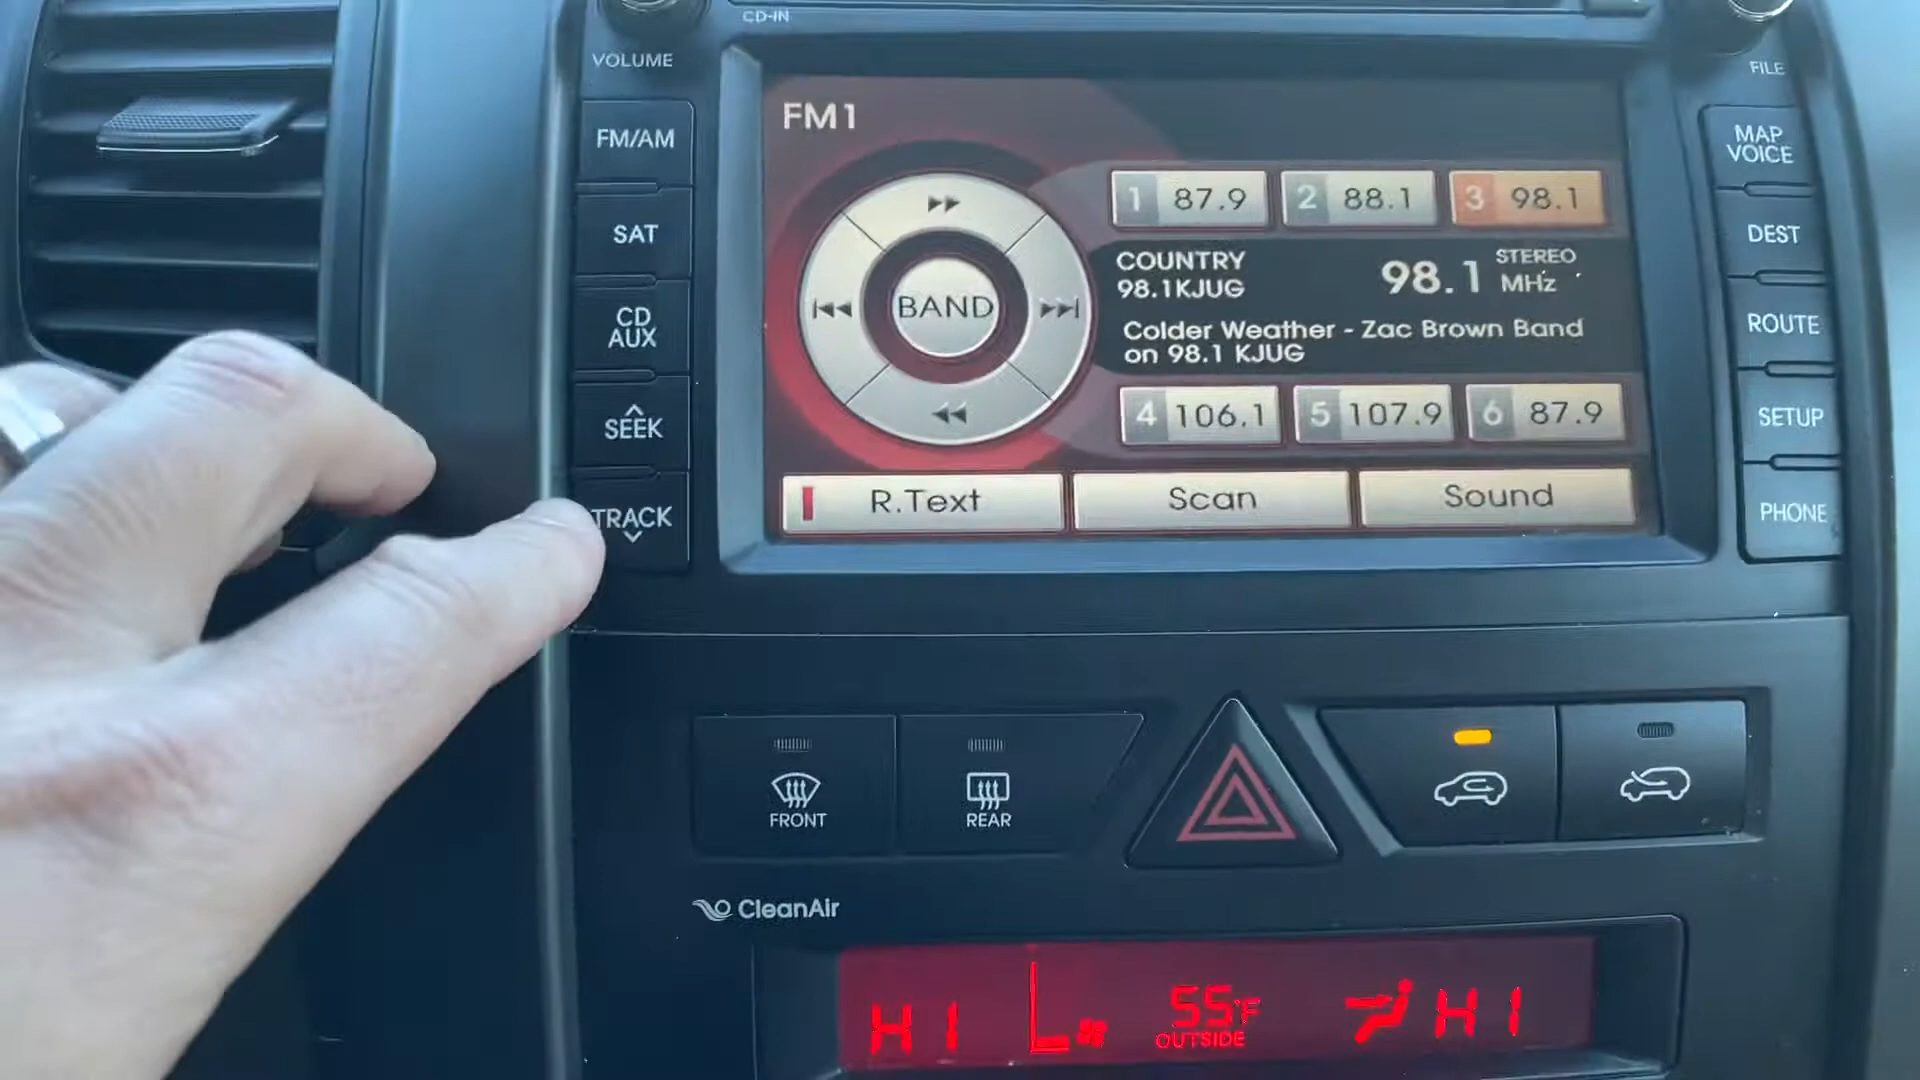 CD-IN
VOLUME
FILE
FM/AM
SAT
CD
AUX
SEEK
TRACK
FM1
BAND
1 87.9
2 88.1
3 98.1
COUNTRY
98.1KJUG
98.1 STEREO
MHz
Colder Weather - Zac Brown Band
on 98.1 KJUG
4 106.1
5 107.9
6 87.9
R.Text
Scan
Sound
MAP
VOICE
DEST
ROUTE
SETUP
PHONE
FRONT
REAR
CleanAir
HI
55°F
OUTSIDE
HI